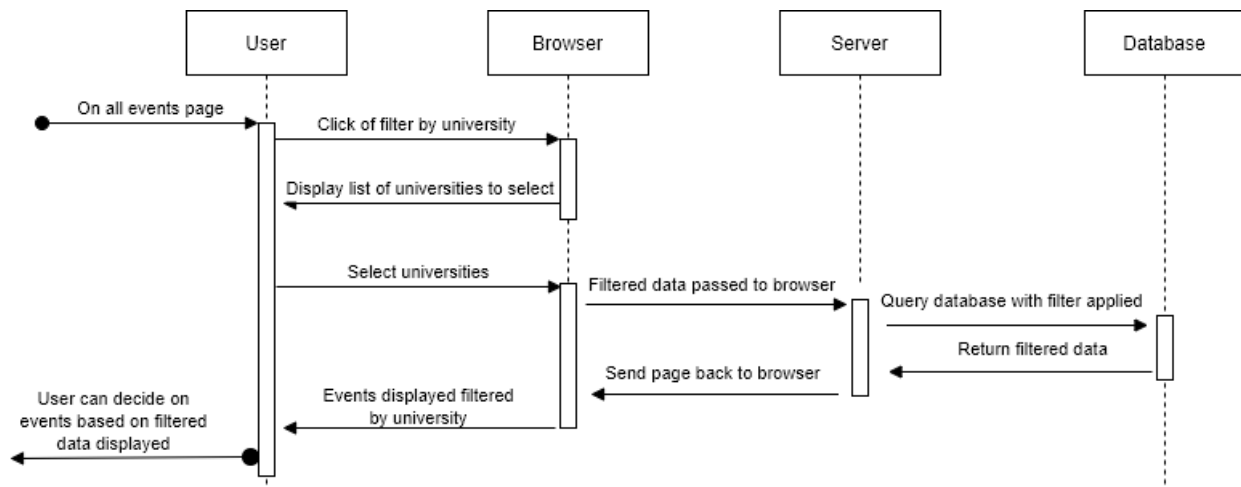 User
Browser
Server
Database
On all events page
Click of filter by university
Display list of universities to select
Select universities
Filtered data passed to browser
Query database with filter applied
Return filtered data
Send page back to browser
Events displayed filtered
by university
User can decide on
events based on filtered
data displayed